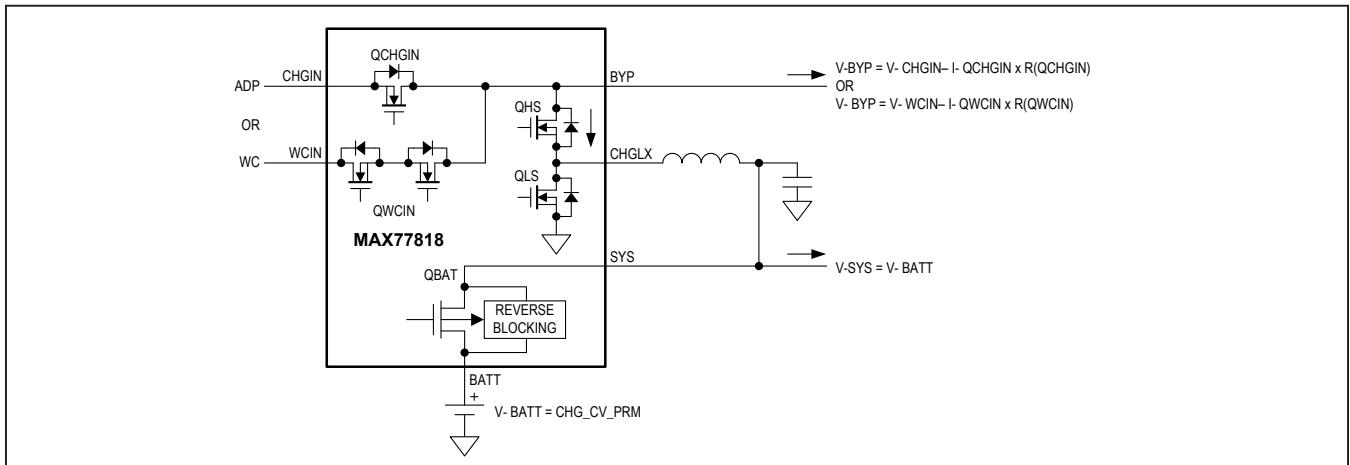 QCHGIN
CHGIN
ADP
OR
WC
WCIN
QWCIN
MAX77818
BYP
QHS
CHGLX
QLS
V-BYP = V- CHGIN– I- QCHGIN x R(QCHGIN)
OR
V- BYP = V- WCIN– I- QWCIN x R(QWCIN)
SYS
V-SYS = V- BATT
QBAT
REVERSE
BLOCKING
BATT
+
V- BATT = CHG_CV_PRM